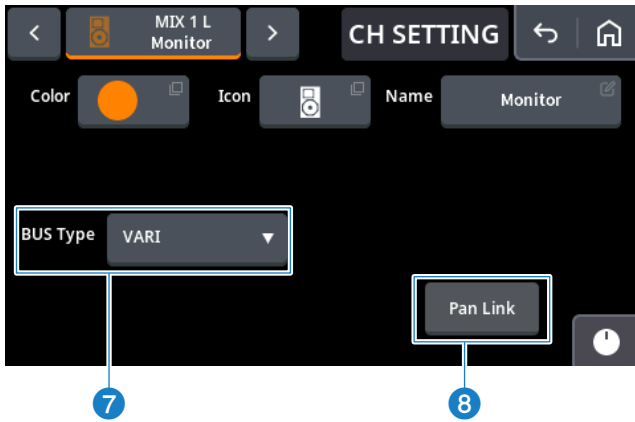 <
MIX 1 L
Monitor
>
CH SETTING
Color
Icon
Name
Monitor
BUS Type
VARI
Pan Link
7
8